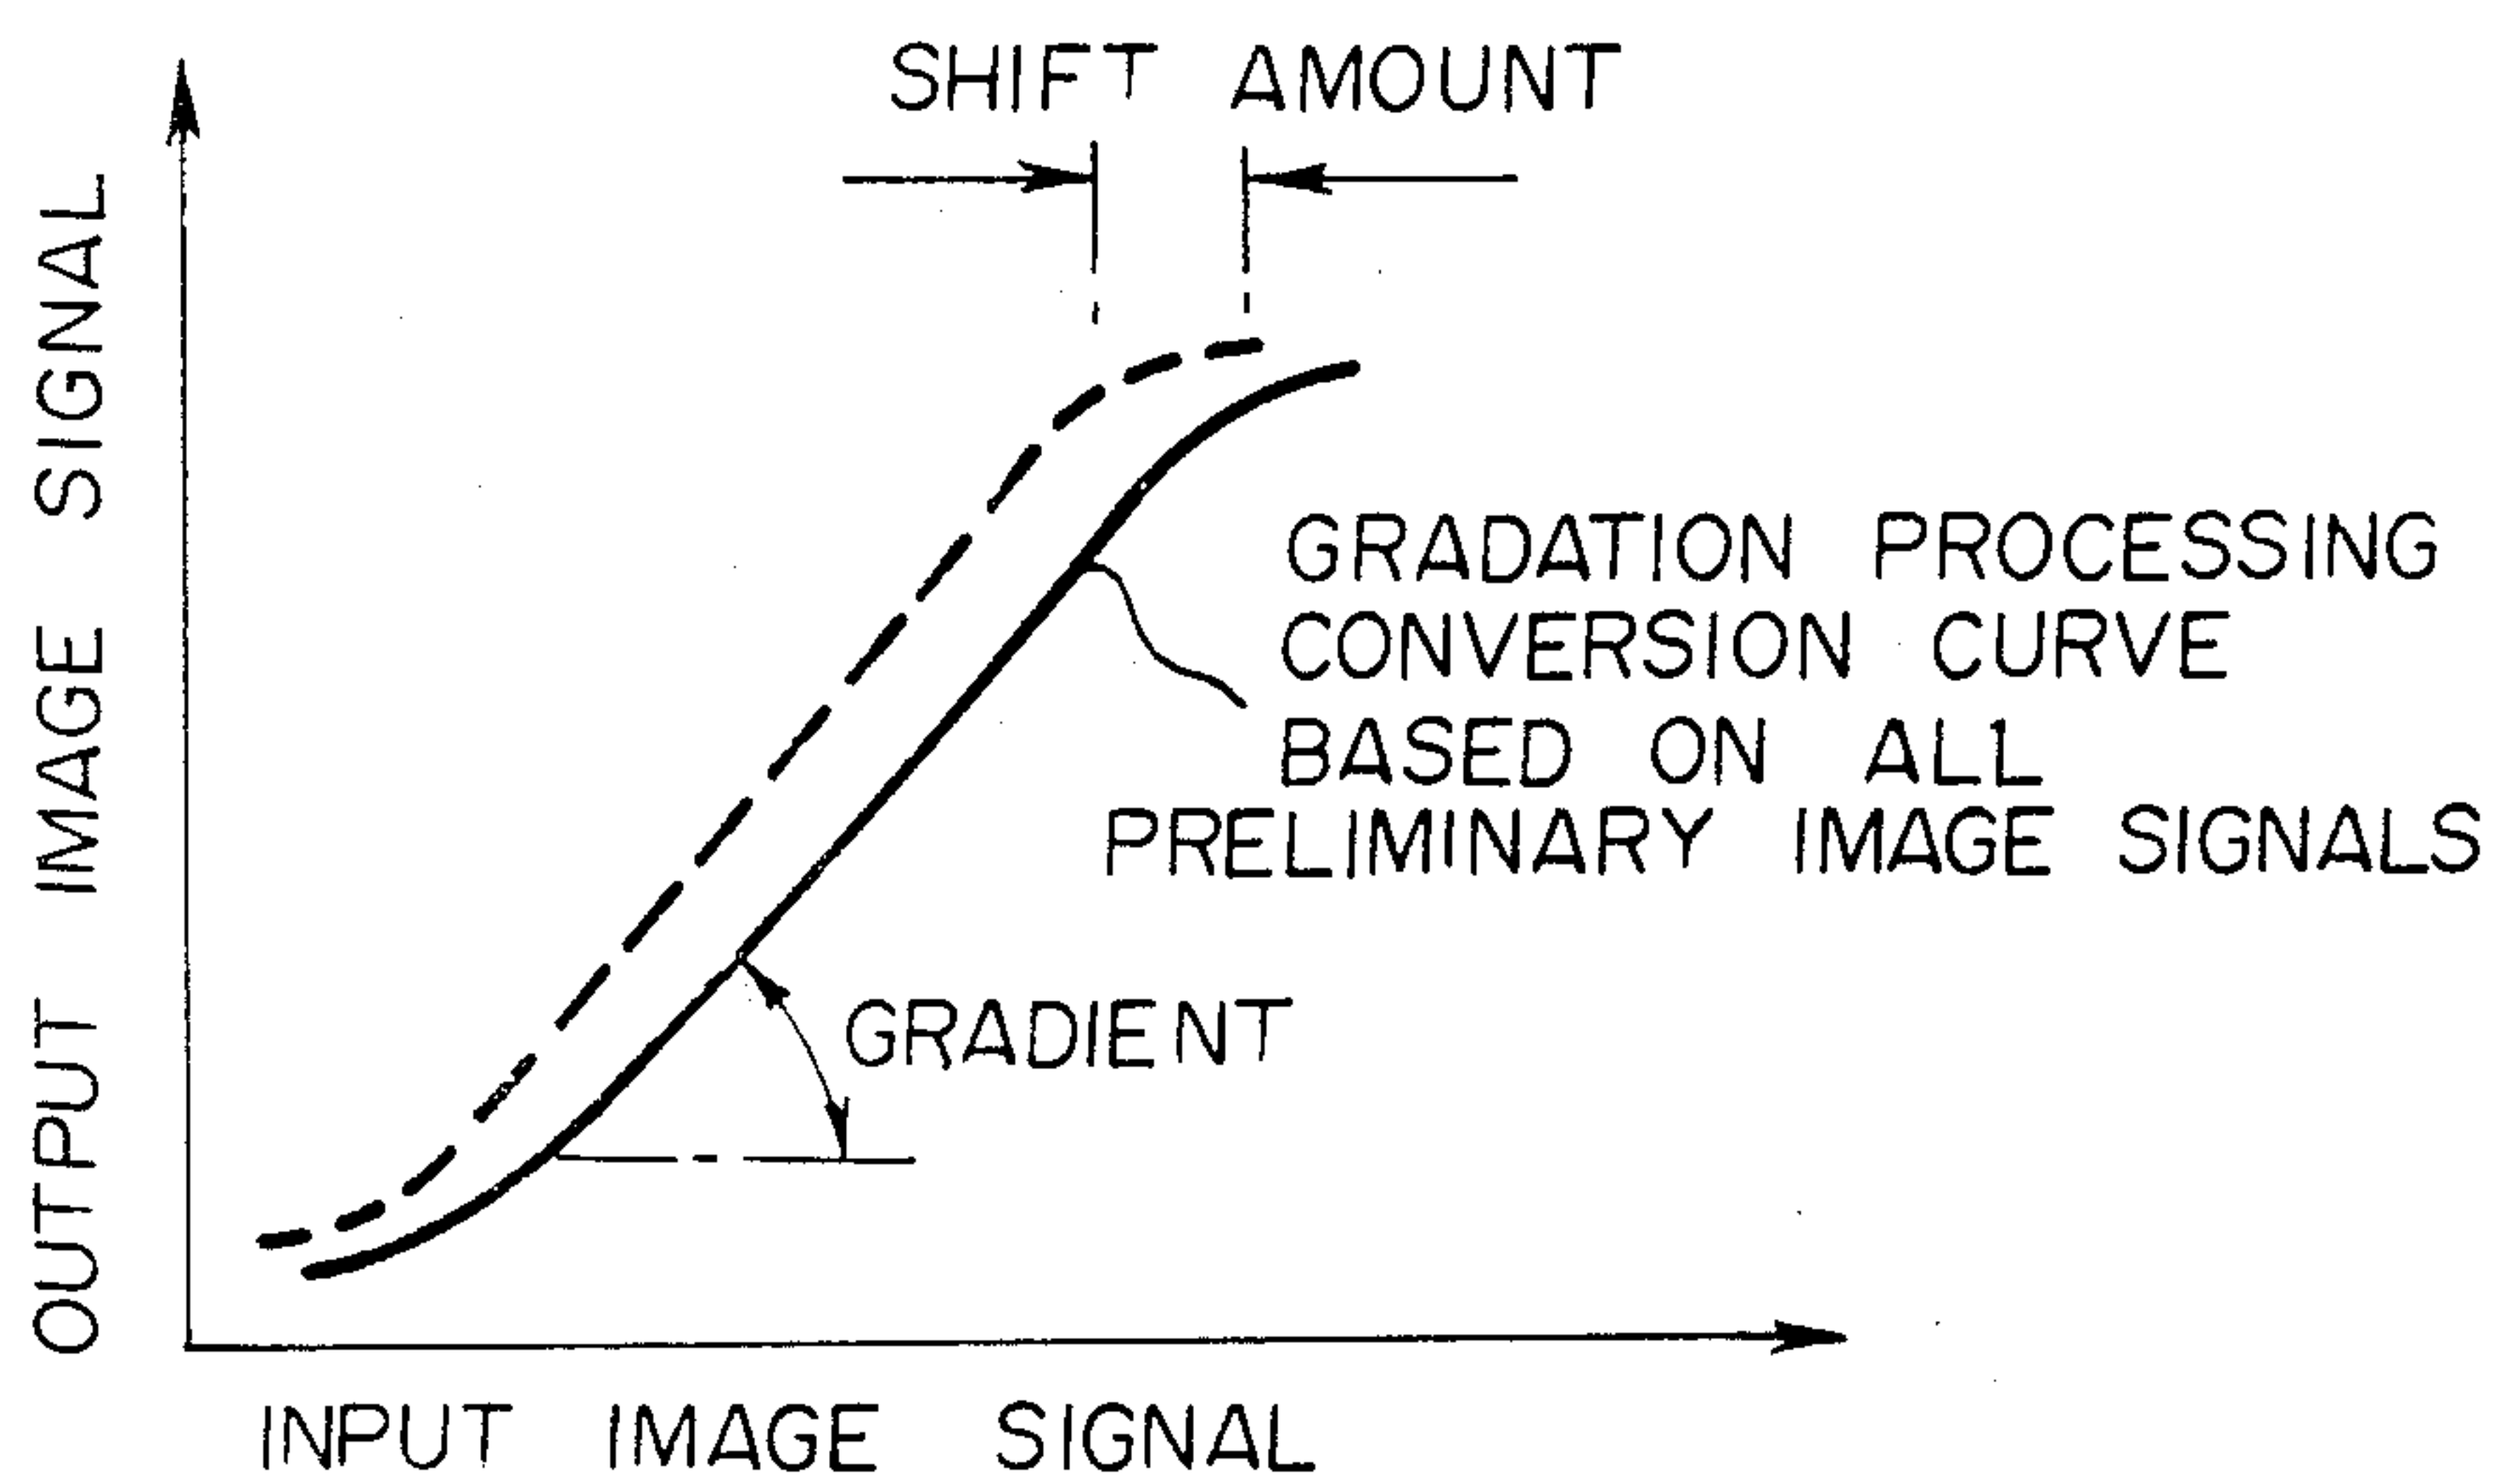 SHIFT AMOUNT
OUTPUT IMAGE SIGNAL
GRADATION PROCESSING
CONVERSION CURVE
BASED ON ALL
PRELIMINARY IMAGE SIGNALS
GRADIENT
INPUT IMAGE SIGNAL